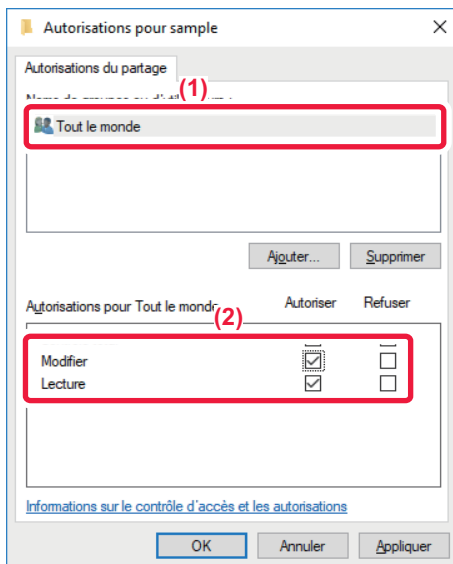 Autorisations pour sample
Autorisations du partage
(1)
Tout le monde
Ajouter... Supprimer
Autorisations pour Tout le monde Autoriser Refuser
(2)
Modifier
Lecture
Informations sur le contrôle d'accès et les autorisations
OK Annuler Appliquer